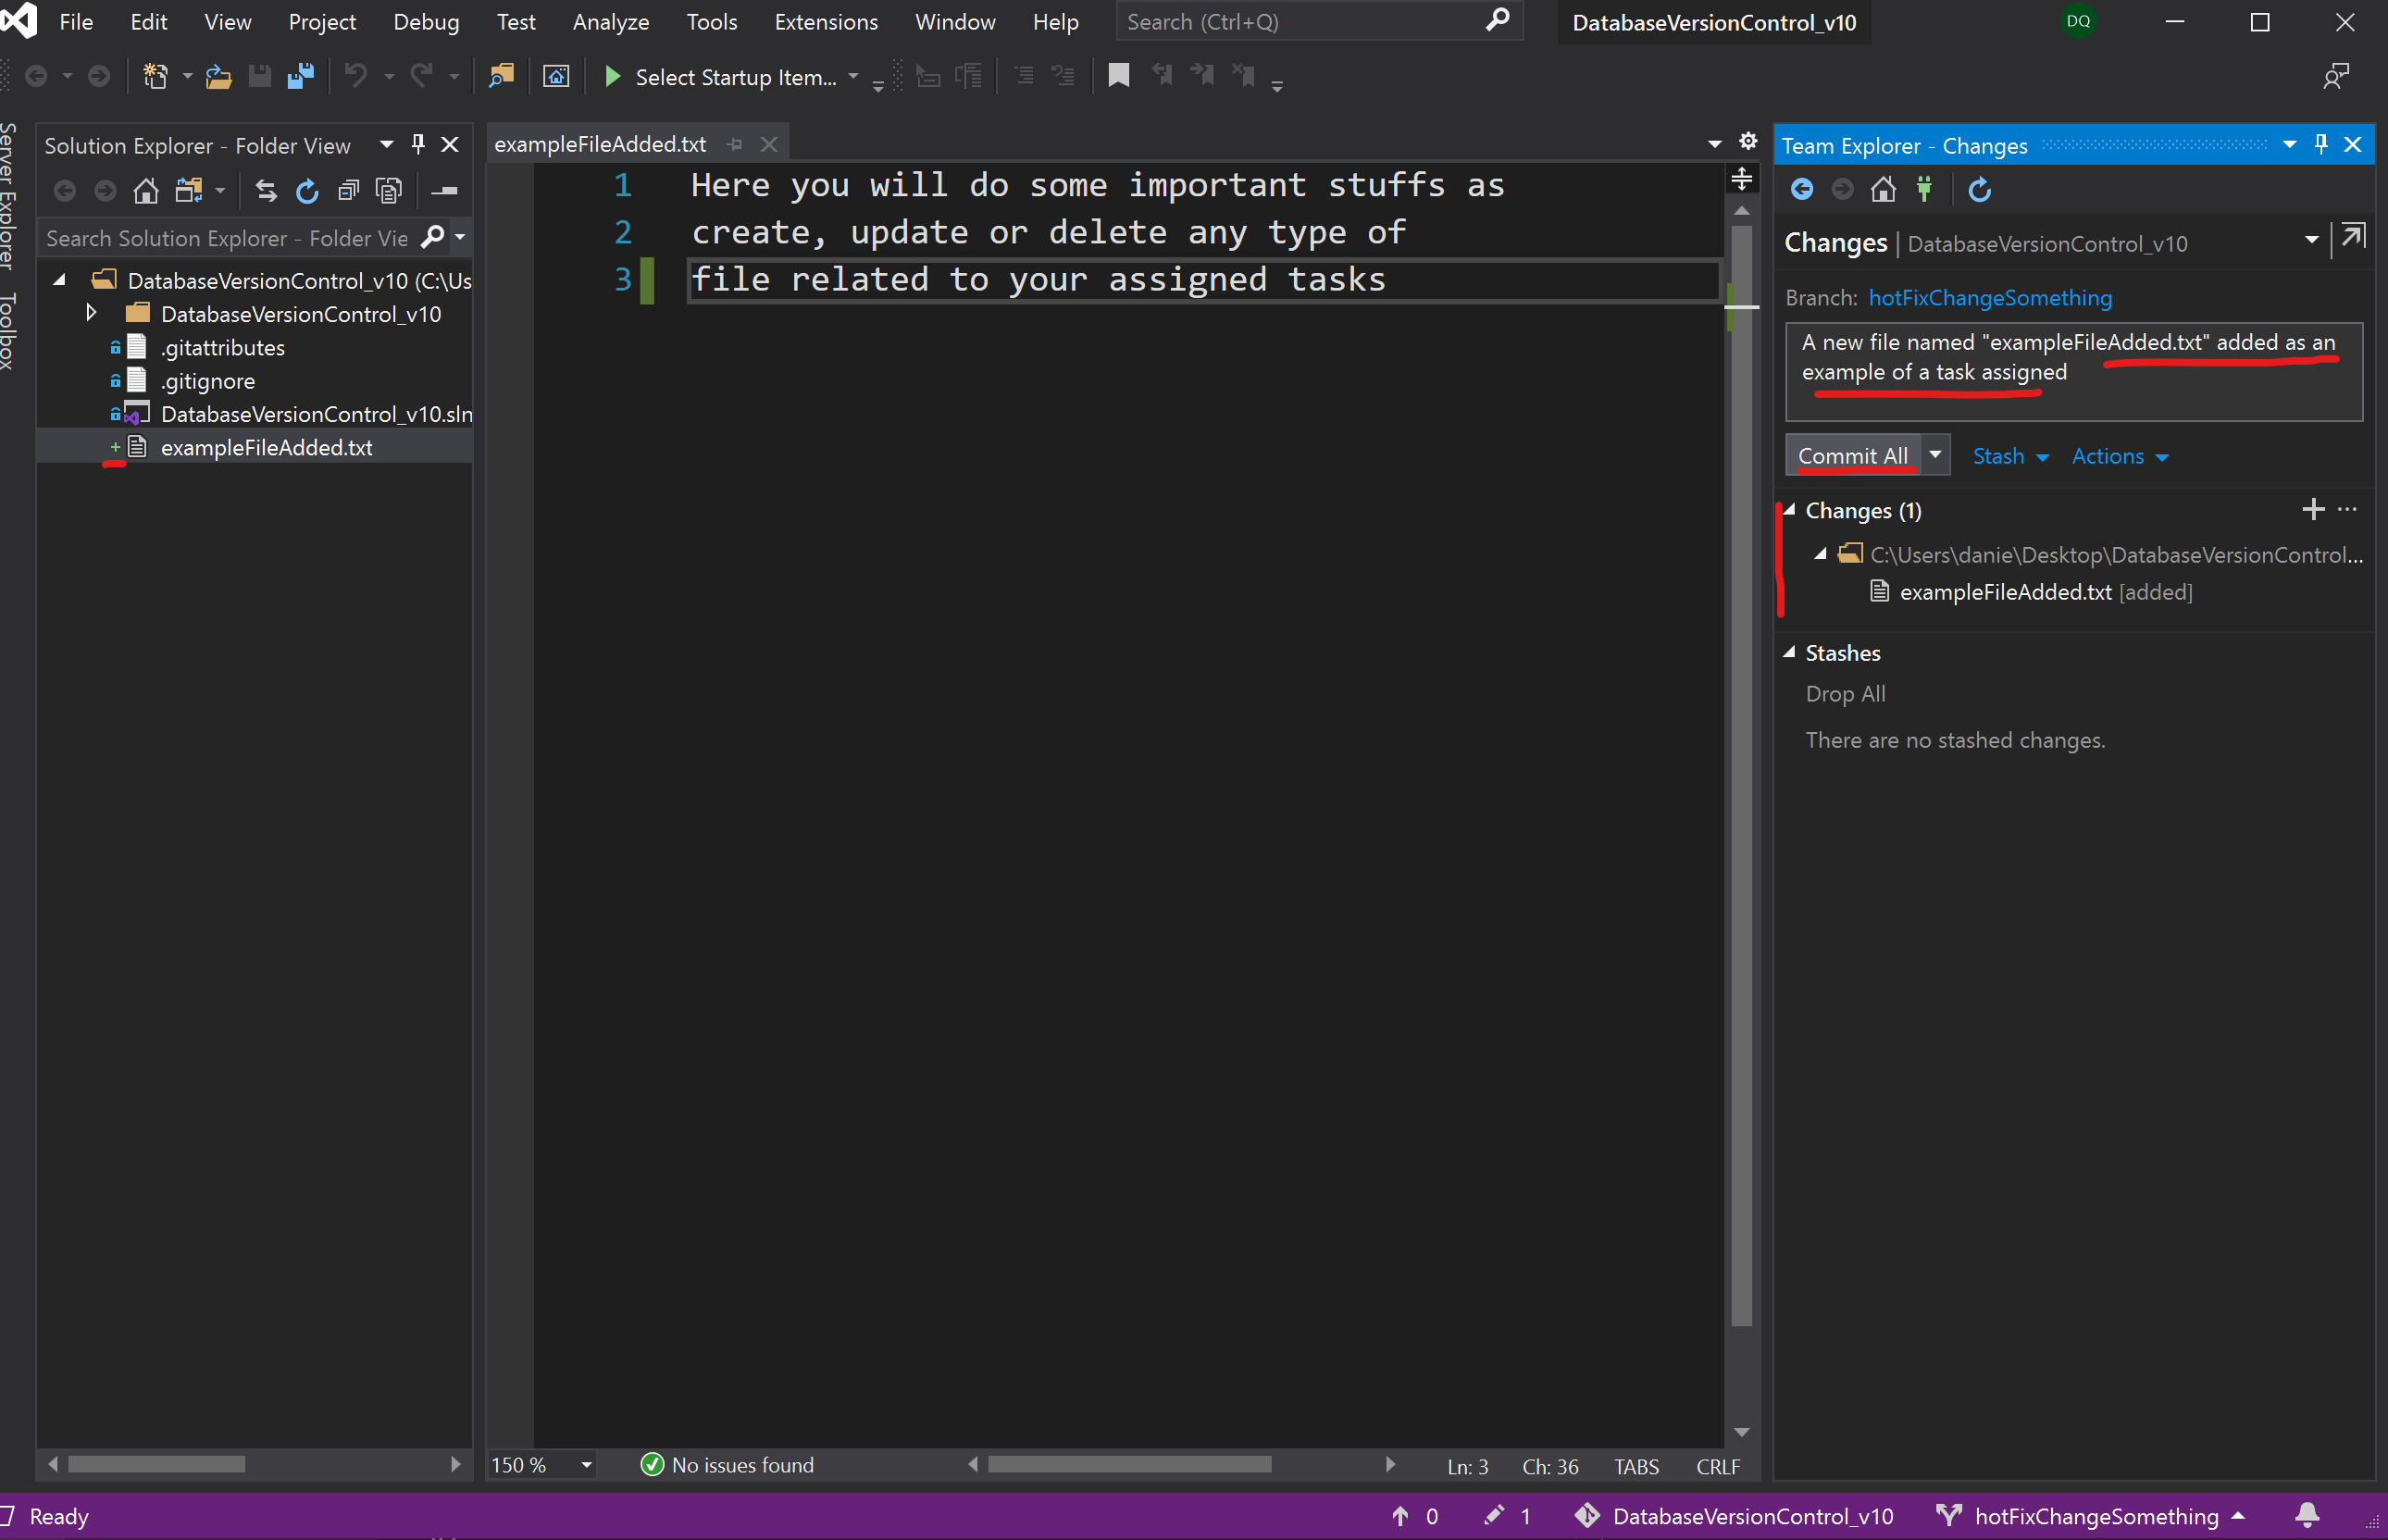 File Edit View Project Debug Test Analyze Tools Extensions Window Help Search (Ctrl+Q) DatabaseVersionControl_v10 DQ
Select Startup Item...
Server Explorer
Toolbox
Solution Explorer - Folder View
Search Solution Explorer - Folder Vie
DatabaseVersionControl_v10 (C:\Us
DatabaseVersionControl_v10
.gitattributes
.gitignore
DatabaseVersionControl_v10.sln
+ exampleFileAdded.txt
exampleFileAdded.txt
1 Here you will do some important stuffs as
2 create, update or delete any type of
3 file related to your assigned tasks
150 % No issues found Ln: 3 Ch: 36 TABS CRLF
Team Explorer - Changes
Changes | DatabaseVersionControl_v10
Branch: hotFixChangeSomething
A new file named "exampleFileAdded.txt" added as an
example of a task assigned
Commit All Stash Actions
Changes (1)
C:\Users\danie\Desktop\DatabaseVersionControl...
exampleFileAdded.txt [added]
Stashes
Drop All
There are no stashed changes.
Ready 0 1 DatabaseVersionControl_v10 hotFixChangeSomething